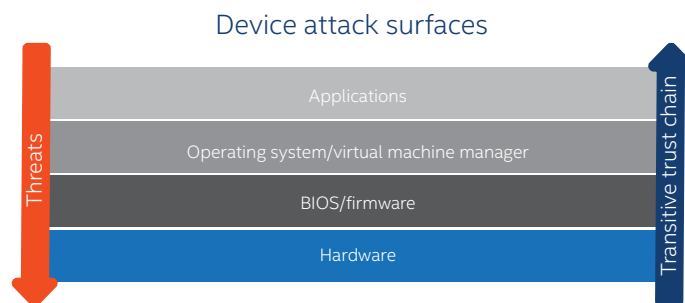 Device attack surfaces
Applications
Operating system/virtual machine manager
BIOS/firmware
Hardware
Threats
Transitive trust chain